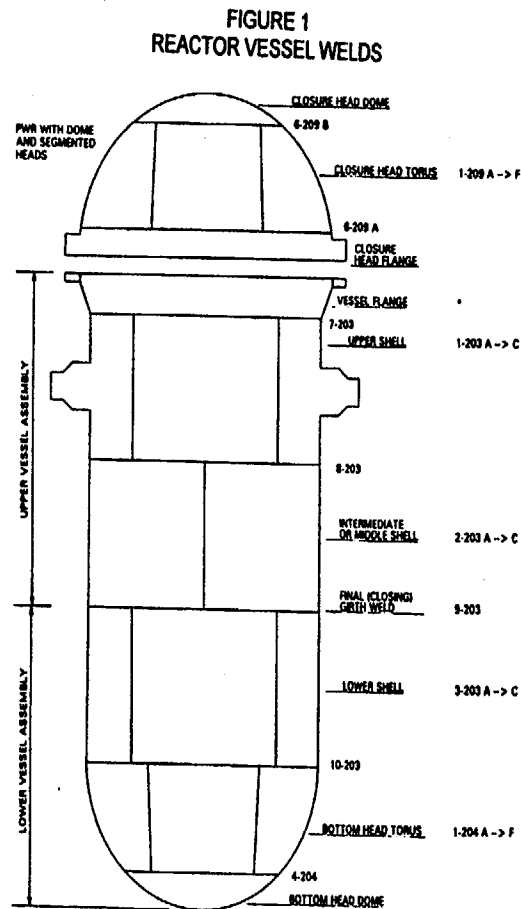 FIGURE 1
REACTOR VESSEL WELDS
CLOSURE HEAD DOME
6-209 B
PWR WITH DOME
AND SEGMENTED
HEADS
CLOSURE HEAD TORUS 1-209 A -> F
6-209 A
CLOSURE
HEAD FLANGE
VESSEL FLANGE
7-203
UPPER SHELL 1-203 A -> C
UPPER VESSEL ASSEMBLY
8-203
INTERMEDIATE
OR MIDDLE SHELL 2-203 A -> C
FINAL (CLOSING)
GIRTH WELD 9-203
LOWER SHELL 3-203 A -> C
LOWER VESSEL ASSEMBLY
10-203
BOTTOM HEAD TORUS 1-204 A -> F
4-204
BOTTOM HEAD DOME